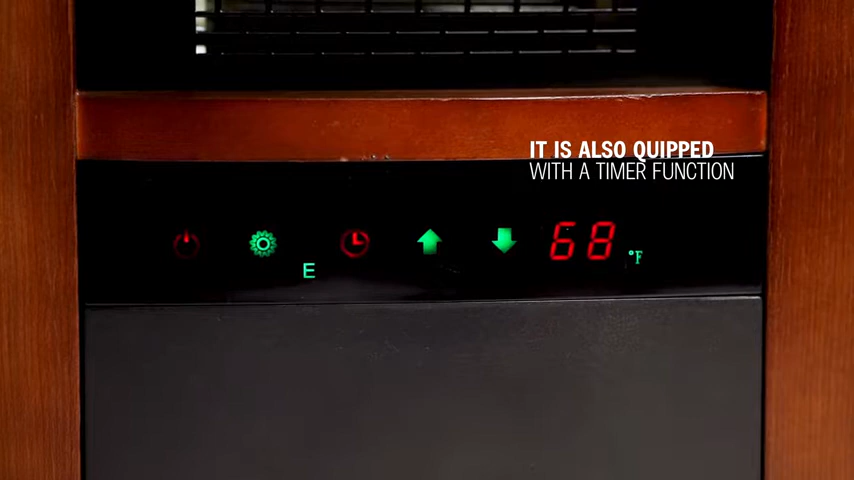 IT IS ALSO QUIPPED
WITH A TIMER FUNCTION
68 °F
E